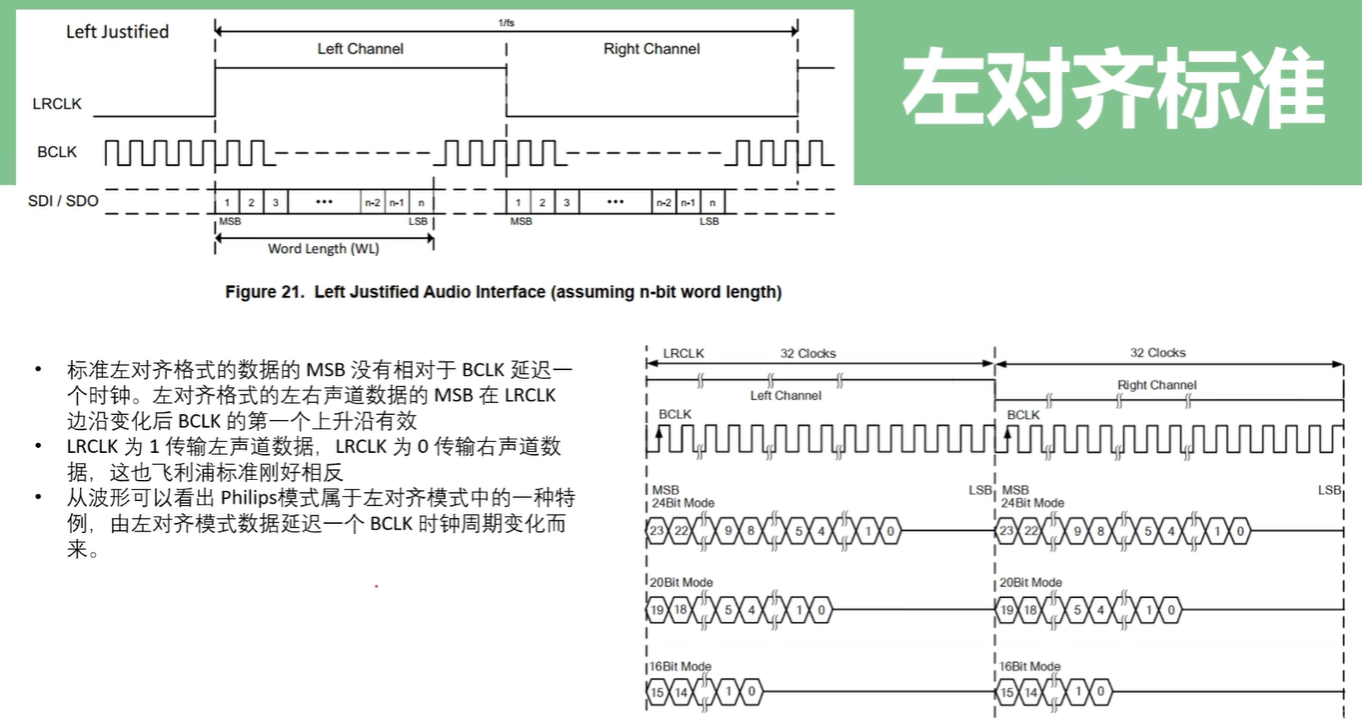 左对齐标准
Left Justified
1/fs
Left Channel
Right Channel
LRCLK
BCLK
SDI / SDO
1 2 3 ••• n-2 n-1 n
1 2 3 ••• n-2 n-1 n
MSB LSB MSB LSB
Word Length (WL)
Figure 21. Left Justified Audio Interface (assuming n-bit word length)
• 标准左对齐格式的数据的 MSB 没有相对于 BCLK 延迟一
个时钟。左对齐格式的左右声道数据的 MSB 在 LRCLK
边沿变化后 BCLK 的第一个上升沿有效
• LRCLK 为 1 传输左声道数据，LRCLK 为 0 传输右声道数
据，这也飞利浦标准刚好相反
• 从波形可以看出 Philips模式属于左对齐模式中的一种特
例，由左对齐模式数据延迟一个 BCLK 时钟周期变化而
来。
LRCLK 32 Clocks 32 Clocks
Left Channel
Right Channel
BCLK BCLK
MSB LSB MSB LSB
24Bit Mode 24Bit Mode
23 22 9 8 5 4 1 0 23 22 9 8 5 4 1 0
20Bit Mode 20Bit Mode
19 18 5 4 1 0 19 18 5 4 1 0
16Bit Mode 16Bit Mode
15 14 1 0 15 14 1 0